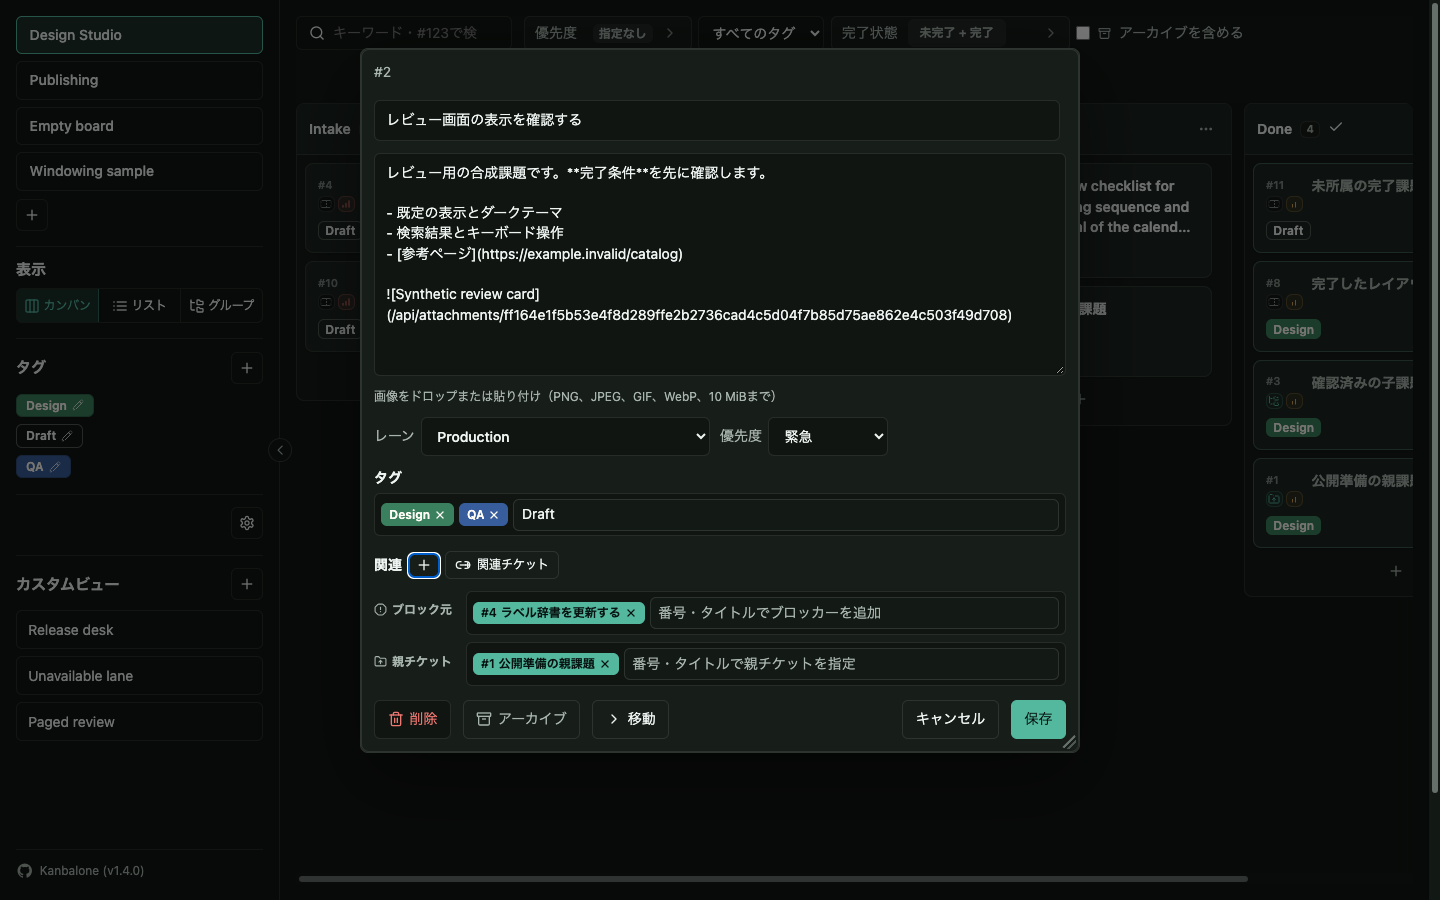 Design Studio
Publishing
Empty board
Windowing sample
表示
カンバン
リスト
グループ
タグ
Design
Draft
QA
カスタムビュー
Release desk
Unavailable lane
Paged review
Kanbalone (v1.4.0)
キーワード・#123で検
優先度 指定なし
すべてのタグ
完了状態 未完了 + 完了
アーカイブを含める
Intake
#4
Draft
#10
Draft
#2
レビュー画面の表示を確認する
レビュー用の合成課題です。**完了条件**を先に確認します。
- 既定の表示とダークテーマ
- 検索結果とキーボード操作
- [参考ページ](https://example.invalid/catalog)
![Synthetic review card]
(/api/attachments/ff164e1f5b53e4f8d289ffe2b2736cad4c5d04f7b85d75ae862e4c503f49d708)
画像をドロップまたは貼り付け（PNG、JPEG、GIF、WebP、10 MiBまで）
レーン Production 優先度 緊急
タグ
Design × QA × Draft
関連 + 関連チケット
ブロック元 #4 ラベル辞書を更新する × 番号・タイトルでブロッカーを追加
親チケット #1 公開準備の親課題 × 番号・タイトルで親チケットを指定
削除 アーカイブ 移動 キャンセル 保存
w checklist for
ng sequence and
al of the calend...
課題
Done 4
#11 未所属の完了課
Draft
#8 完了したレイア
Design
#3 確認済みの子課
Design
#1 公開準備の親課
Design